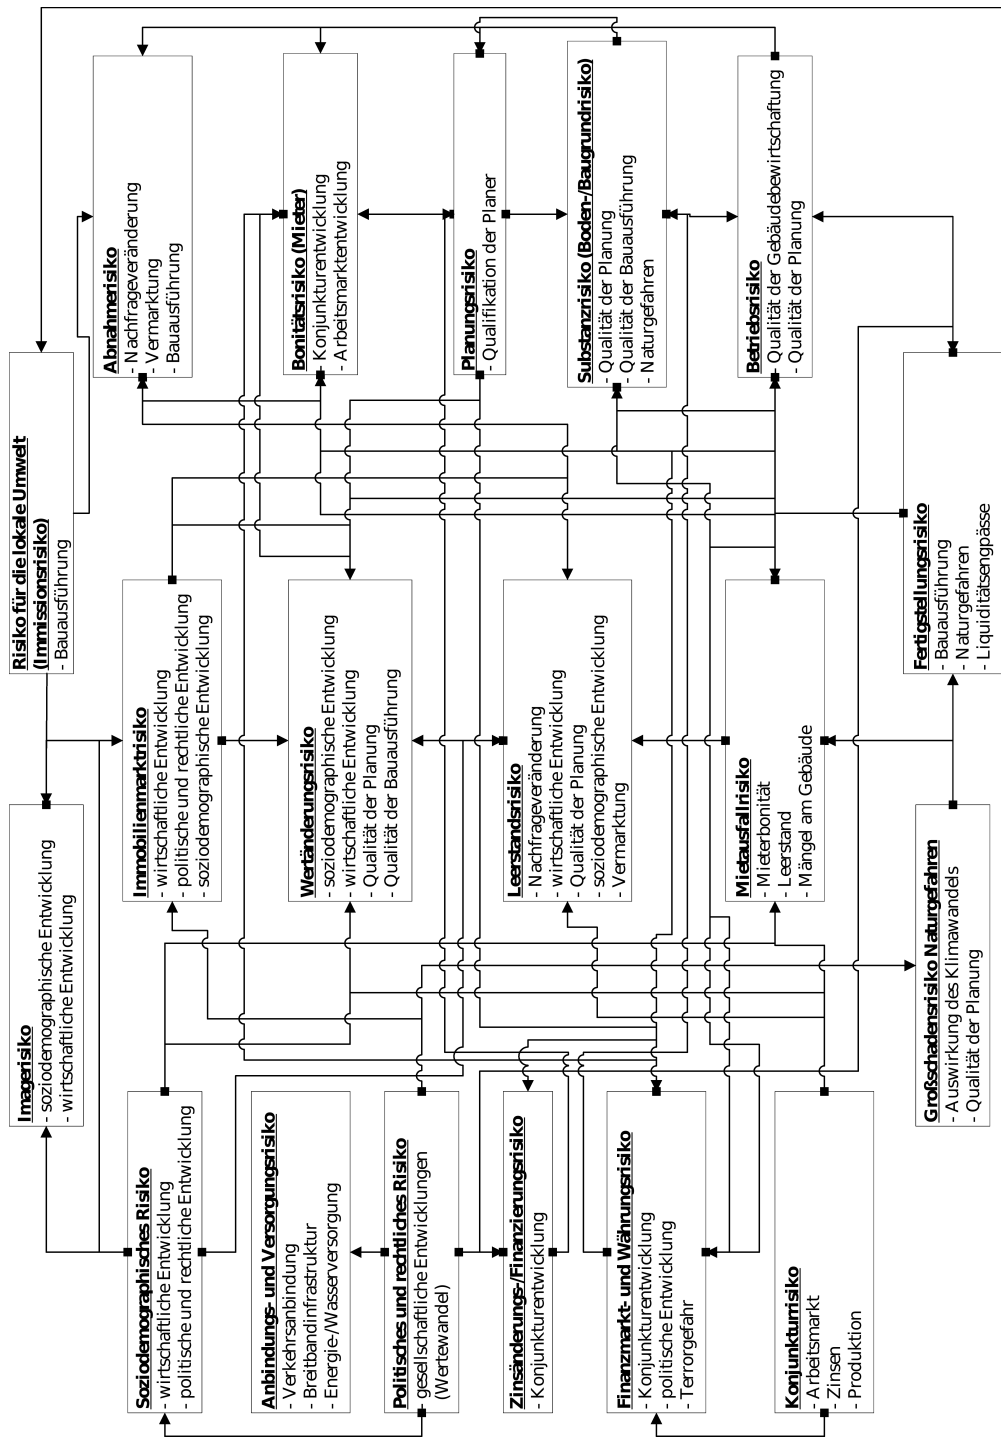 Soziodemographisches Risiko
- wirtschaftliche Entwicklung
- politische und rechtliche Entwicklung
Anbindungs- und Versorgungsrisiko
- Verkehrsanbindung
- Breitbandinfrastruktur
- Energie-/Wasserversorgung
Politisches und rechtliches Risiko
- gesellschaftliche Entwicklungen
(Wertewandel)
Zinsänderungs-/Finanzierungsrisiko
- Konjunkturentwicklung
Finanzmarkt- und Währungsrisiko
- Konjunkturentwicklung
- politische Entwicklung
- Terrorgefahr
Konjunkturrisiko
- Arbeitsmarkt
- Zinsen
- Produktion
Imagerisiko
- soziodemographische Entwicklung
- wirtschaftliche Entwicklung
Immobilienmarktrisiko
- wirtschaftliche Entwicklung
- politische und rechtliche Entwicklung
- soziodemographische Entwicklung
Wertänderungsrisiko
- soziodemographische Entwicklung
- wirtschaftliche Entwicklung
- Qualität der Planung
- Qualität der Bauausführung
Leerstandsrisiko
- Nachfrageveränderung
- wirtschaftliche Entwicklung
- Qualität der Planung
- soziodemographische Entwicklung
- Vermarktung
Mietausfallrisiko
- Mieterbonität
- Leerstand
- Mängel am Gebäude
Großschadensrisiko Naturgefahren
- Auswirkung des Klimawandels
- Qualität der Planung
Risiko für die lokale Umwelt
(Immissionsrisiko)
- Bauausführung
Abnahmerisiko
- Nachfrageveränderung
- Vermarktung
- Bauausführung
Bonitätsrisiko (Mieter)
- Konjunkturentwicklung
- Arbeitsmarktentwicklung
Planungsrisiko
- Qualifikation der Planer
Substanzrisiko (Boden-/Baugrundrisiko)
- Qualität der Planung
- Qualität der Bauausführung
- Naturgefahren
Betriebsrisiko
- Qualität der Gebäudebewirtschaftung
- Qualität der Planung
Fertigstellungsrisiko
- Bauausführung
- Naturgefahren
- Liquiditätsengpässe